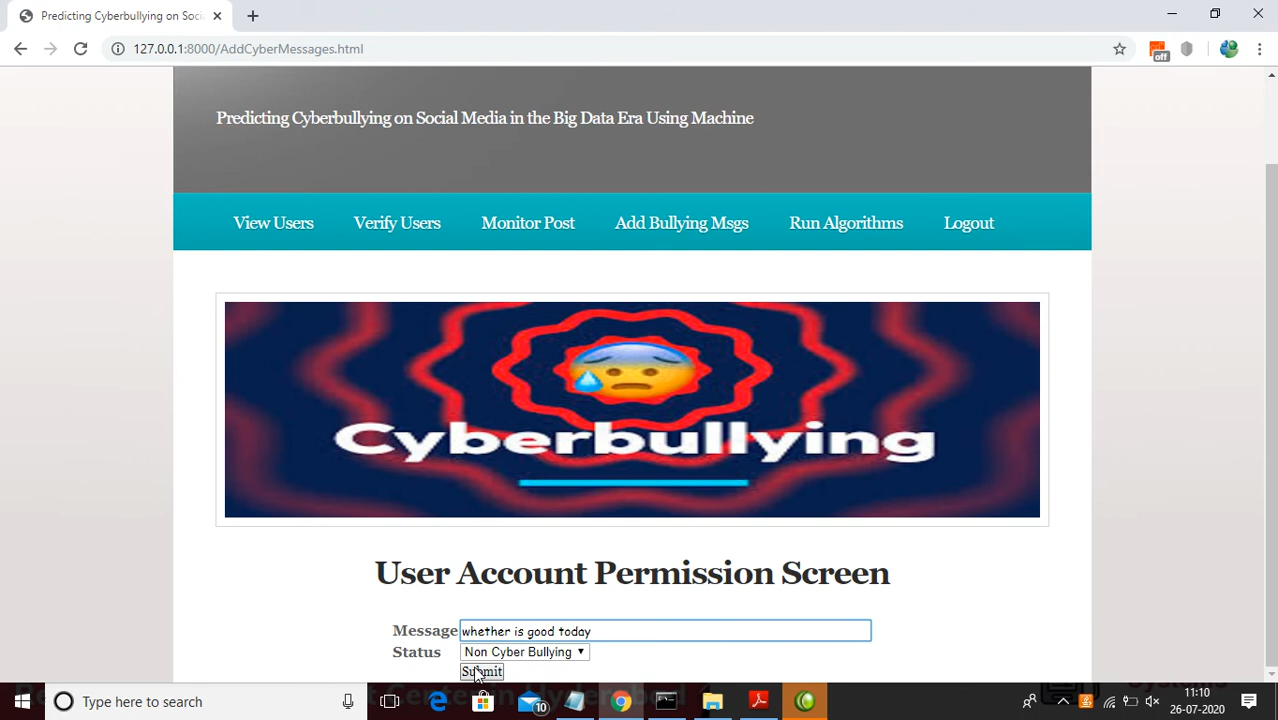 Predicting Cyberbullying on Soci
127.0.0.1:8000/AddCyberMessages.html
off
Predicting Cyberbullying on Social Media in the Big Data Era Using Machine
View Users Verify Users Monitor Post Add Bullying Msgs Run Algorithms Logout
Cyberbullying
User Account Permission Screen
Message whether is good today
Status Non Cyber Bullying
Submit
Type here to search
10
11:10
26-07-2020